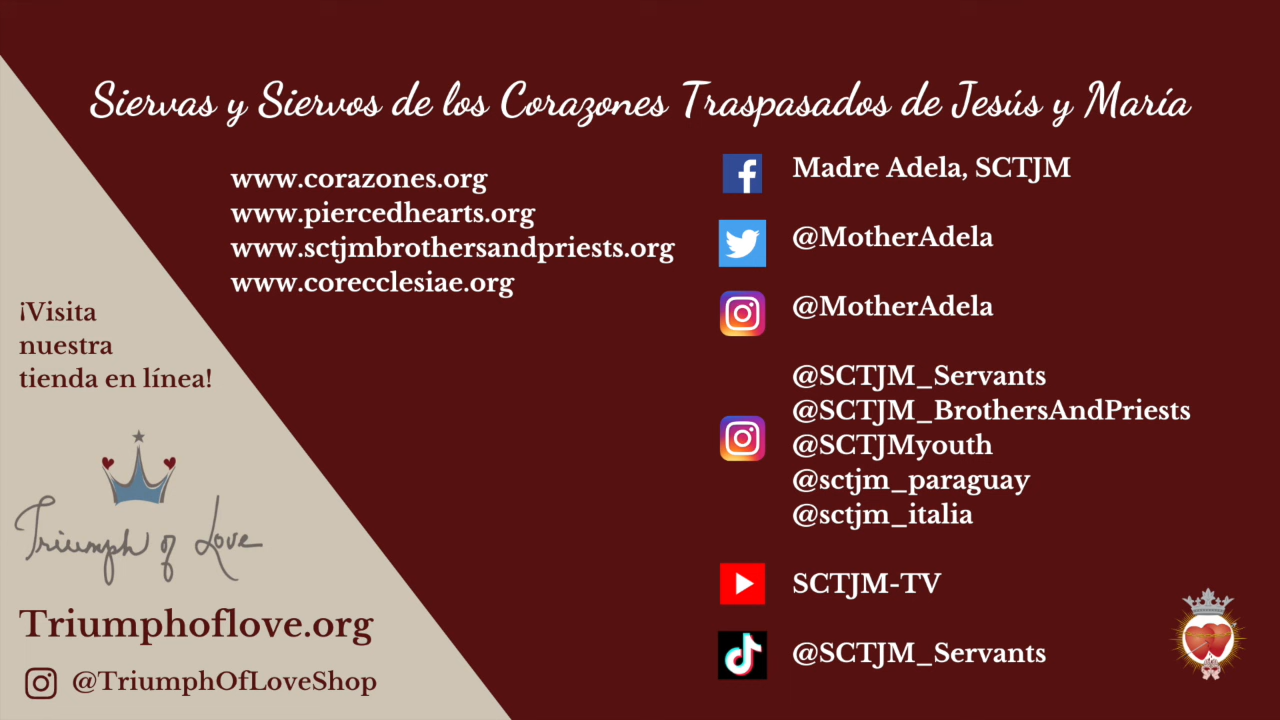 Siervas y Siervos de los Corazones Traspasados de Jesús y María
www.corazones.org
www.piercedhearts.org
www.sctjmbrothersandpriests.org
www.corecclesiae.org
Madre Adela, SCTJM
@MotherAdela
@MotherAdela
@SCTJM_Servants
@SCTJM_BrothersAndPriests
@SCTJMyouth
@sctjm_paraguay
@sctjm_italia
SCTJM-TV
@SCTJM_Servants
¡Visita
nuestra
tienda en línea!
Triumph of Love
Triumphoflove.org
@TriumphOfLoveShop